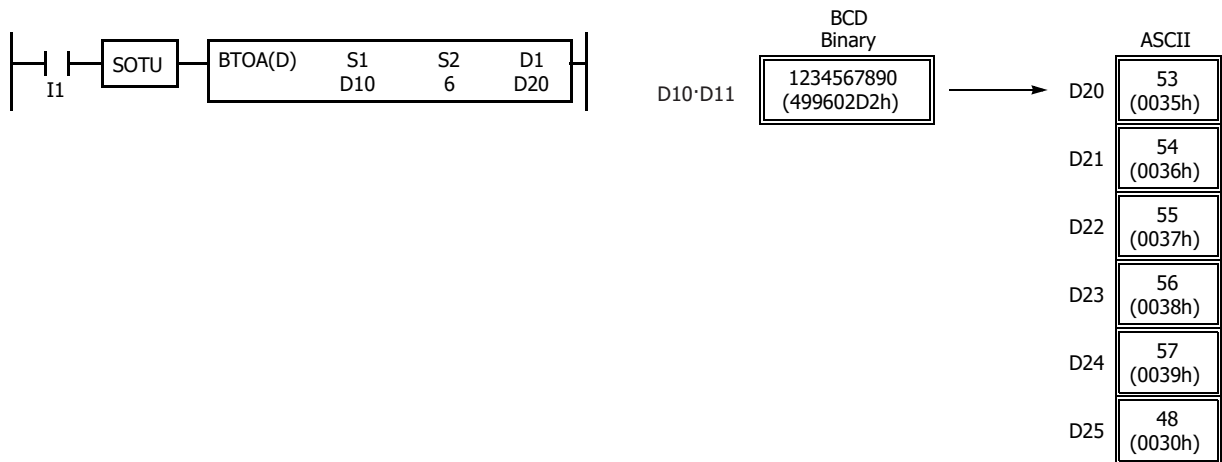 I1
SOTU
BTOA(D) S1 S2 D1
D10 6 D20
BCD
Binary
D10·D11
1234567890
(499602D2h)
ASCII
D20
53
(0035h)
D21
54
(0036h)
D22
55
(0037h)
D23
56
(0038h)
D24
57
(0039h)
D25
48
(0030h)